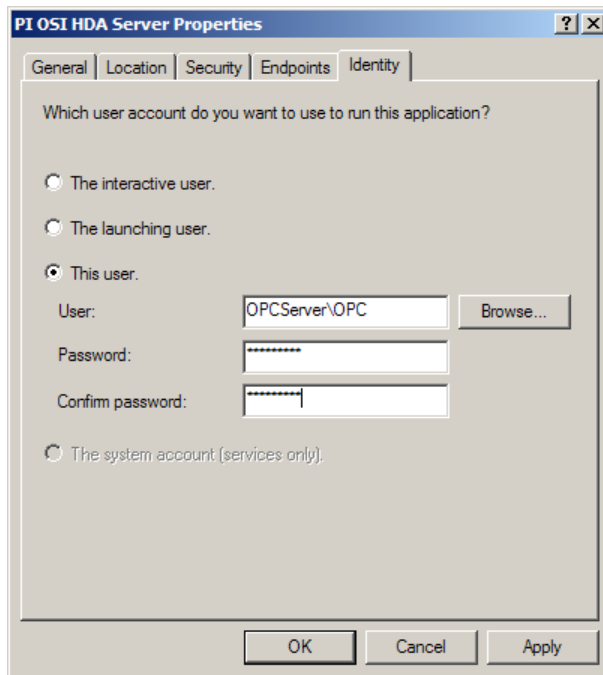 PI OSI HDA Server Properties
General Location Security Endpoints Identity
Which user account do you want to use to run this application?
The interactive user.
The launching user.
This user.
User: OPCServer\OPC Browse...
Password: *********
Confirm password: *********
The system account (services only).
OK Cancel Apply